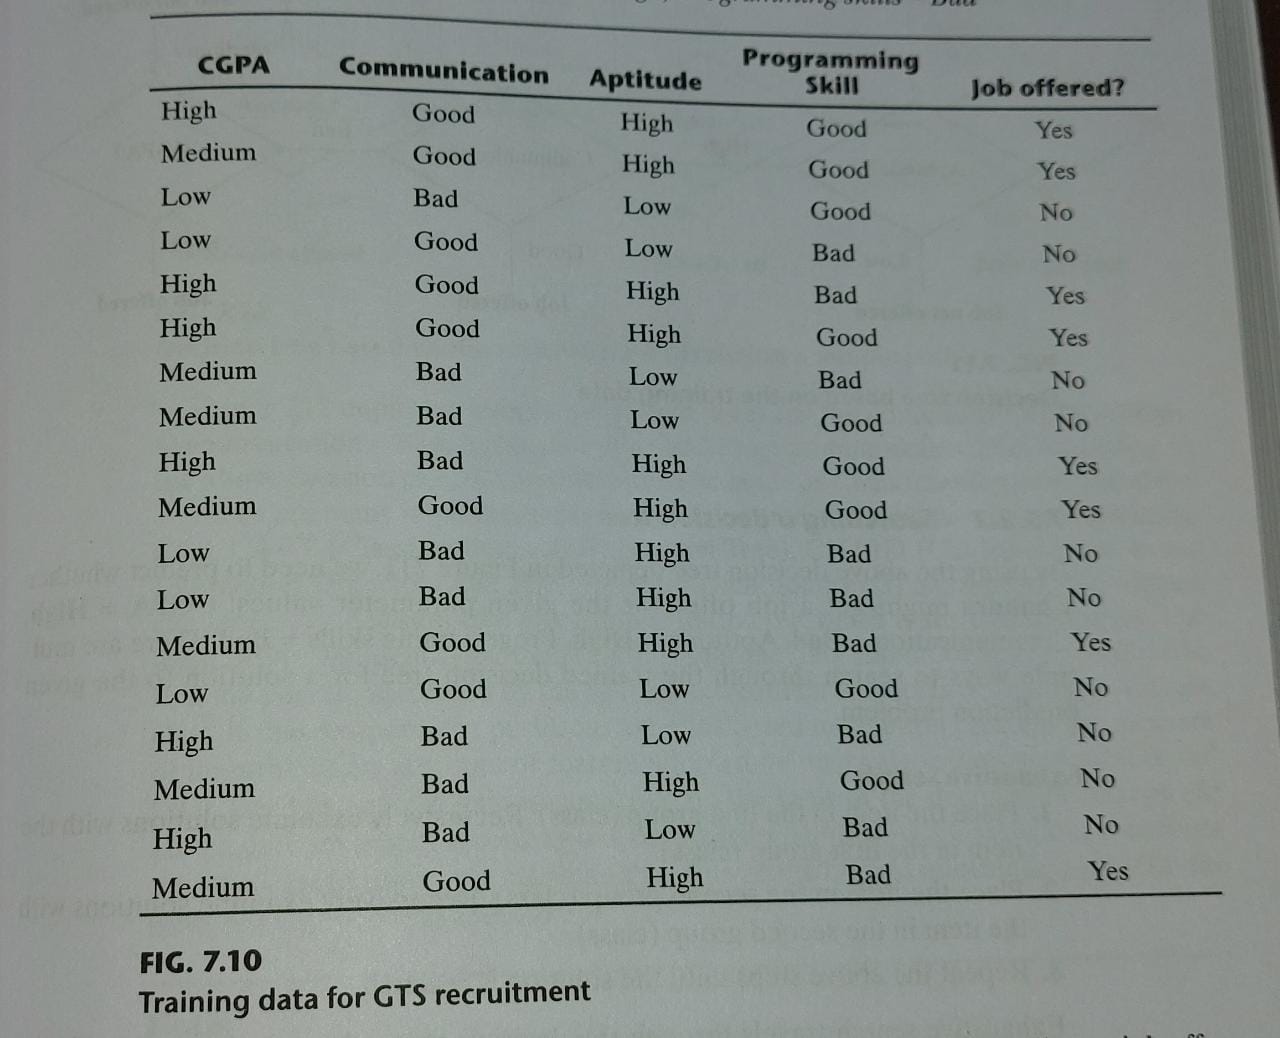 CGPA Communication Aptitude Programming Skill Job offered?
High Good High Good Yes
Medium Good High Good Yes
Low Bad Low Good No
Low Good Low Bad No
High Good High Bad Yes
High Good High Good Yes
Medium Bad Low Bad No
Medium Bad Low Good No
High Bad High Good Yes
Medium Good High Good Yes
Low Bad High Bad No
Low Bad High Bad No
Medium Good High Bad Yes
Low Good Low Good No
High Bad Low Bad No
Medium Bad High Good No
High Bad Low Bad No
Medium Good High Bad Yes
FIG. 7.10
Training data for GTS recruitment